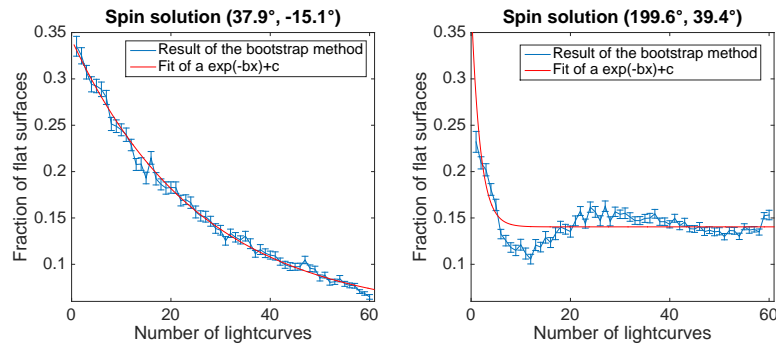 Spin solution (37.9°, -15.1°)
Result of the bootstrap method
Fit of a exp(-bx)+c
Fraction of flat surfaces
0.35
0.3
0.25
0.2
0.15
0.1
0
20
40
60
Number of lightcurves
Spin solution (199.6°, 39.4°)
Result of the bootstrap method
Fit of a exp(-bx)+c
Fraction of flat surfaces
0.35
0.3
0.25
0.2
0.15
0.1
0
20
40
60
Number of lightcurves